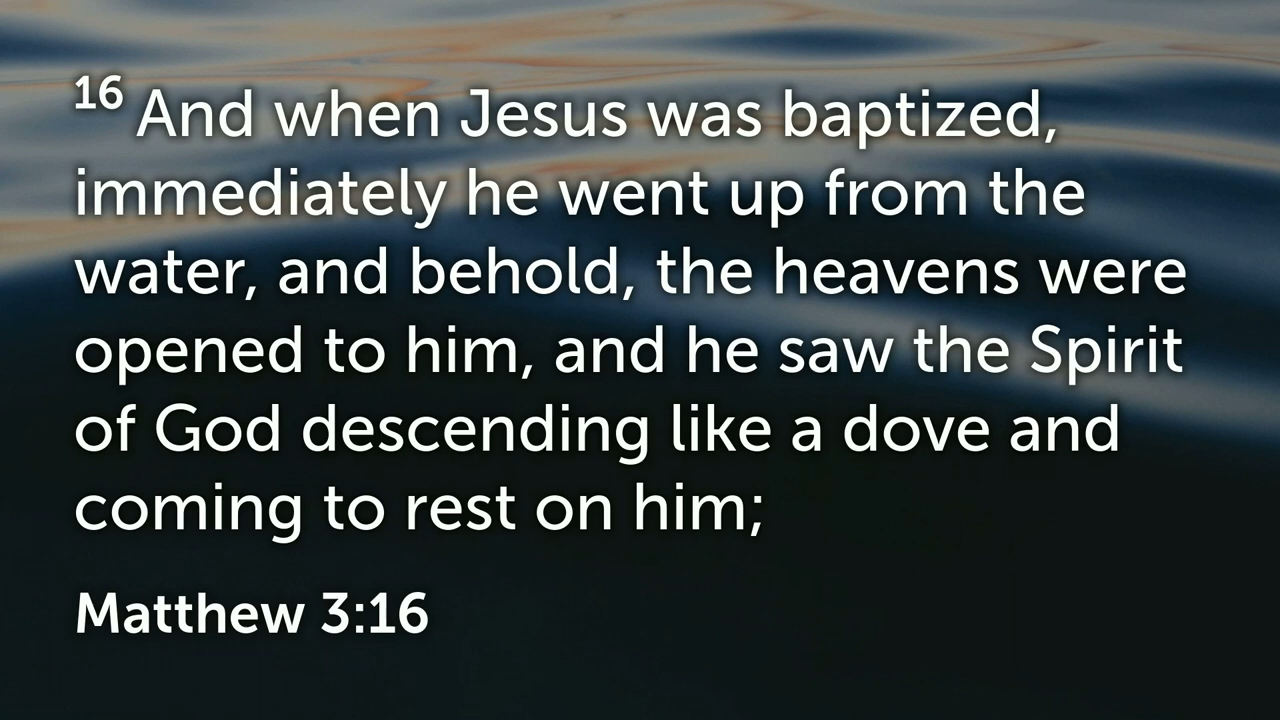 16 And when Jesus was baptized,
immediately he went up from the
water, and behold, the heavens were
opened to him, and he saw the Spirit
of God descending like a dove and
coming to rest on him;
Matthew 3:16